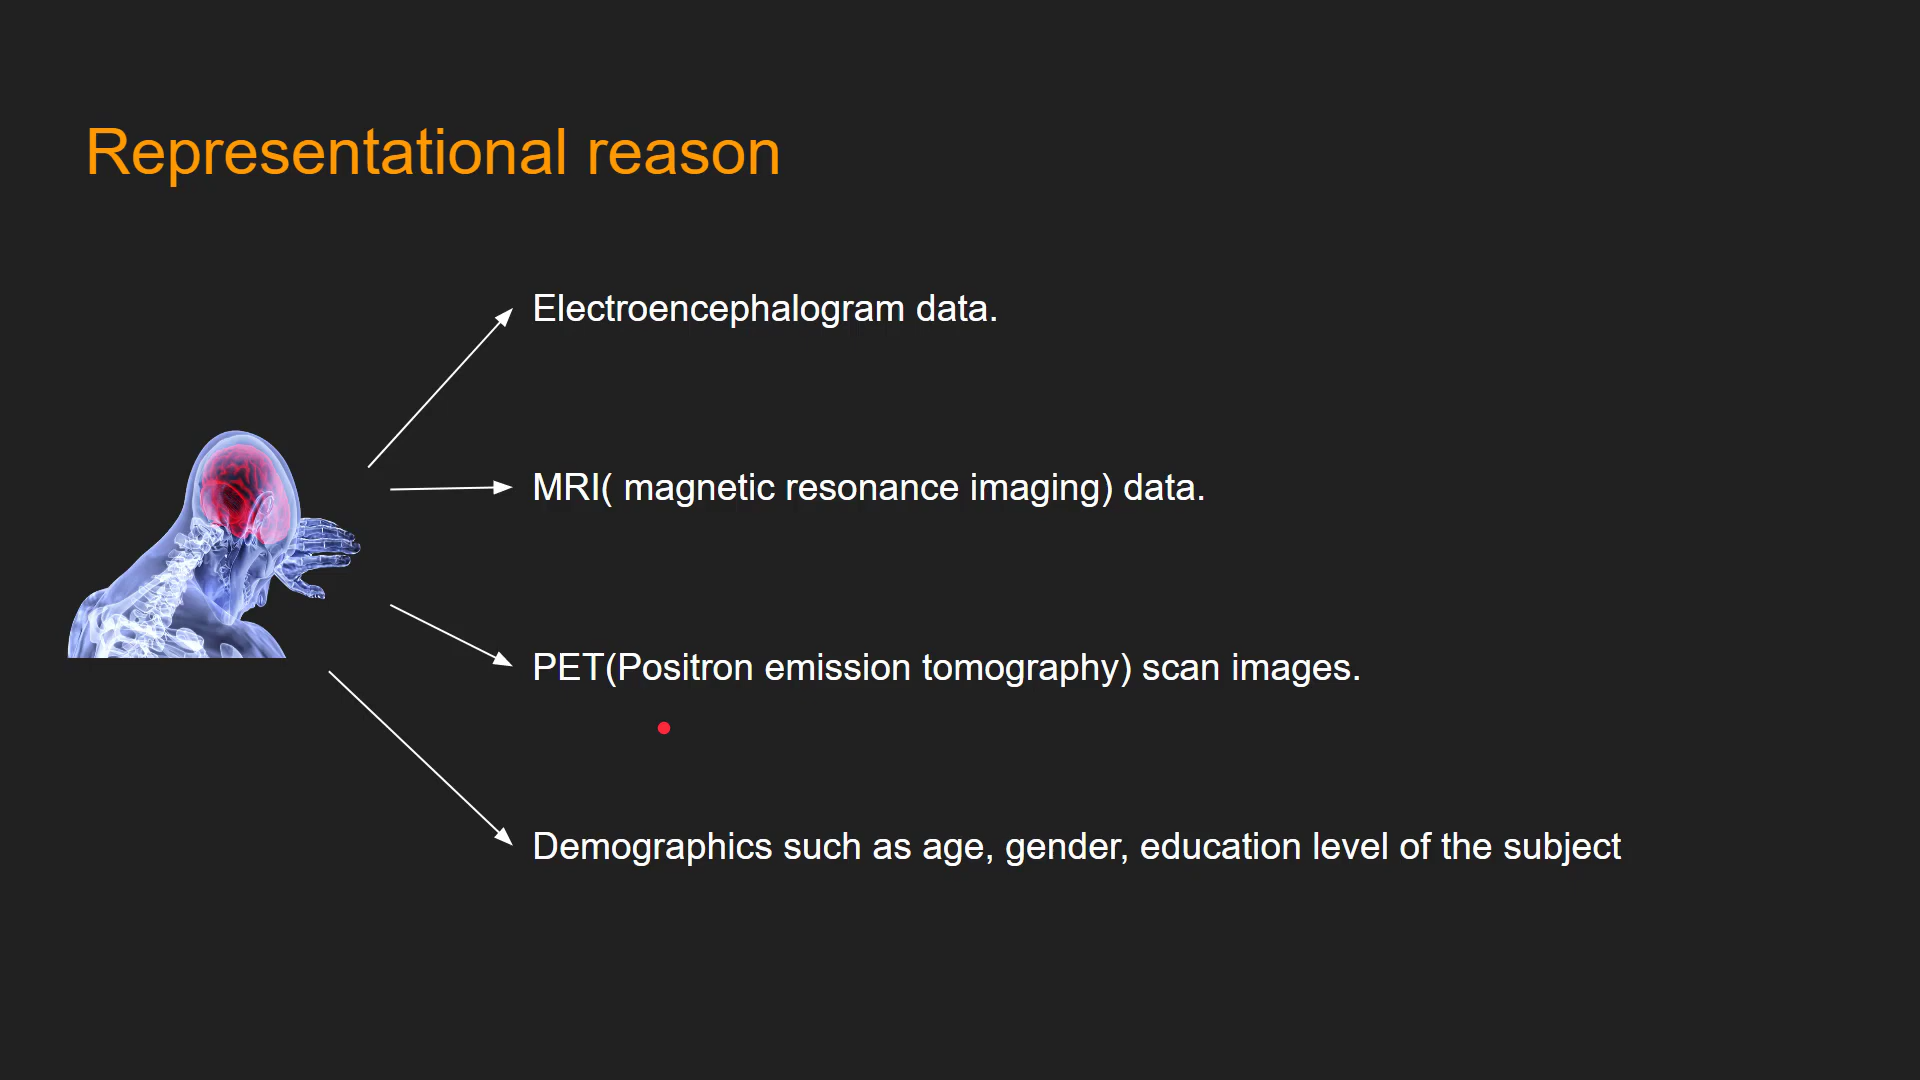 Representational reason
Electroencephalogram data.
MRI( magnetic resonance imaging) data.
PET(Positron emission tomography) scan images.
Demographics such as age, gender, education level of the subject